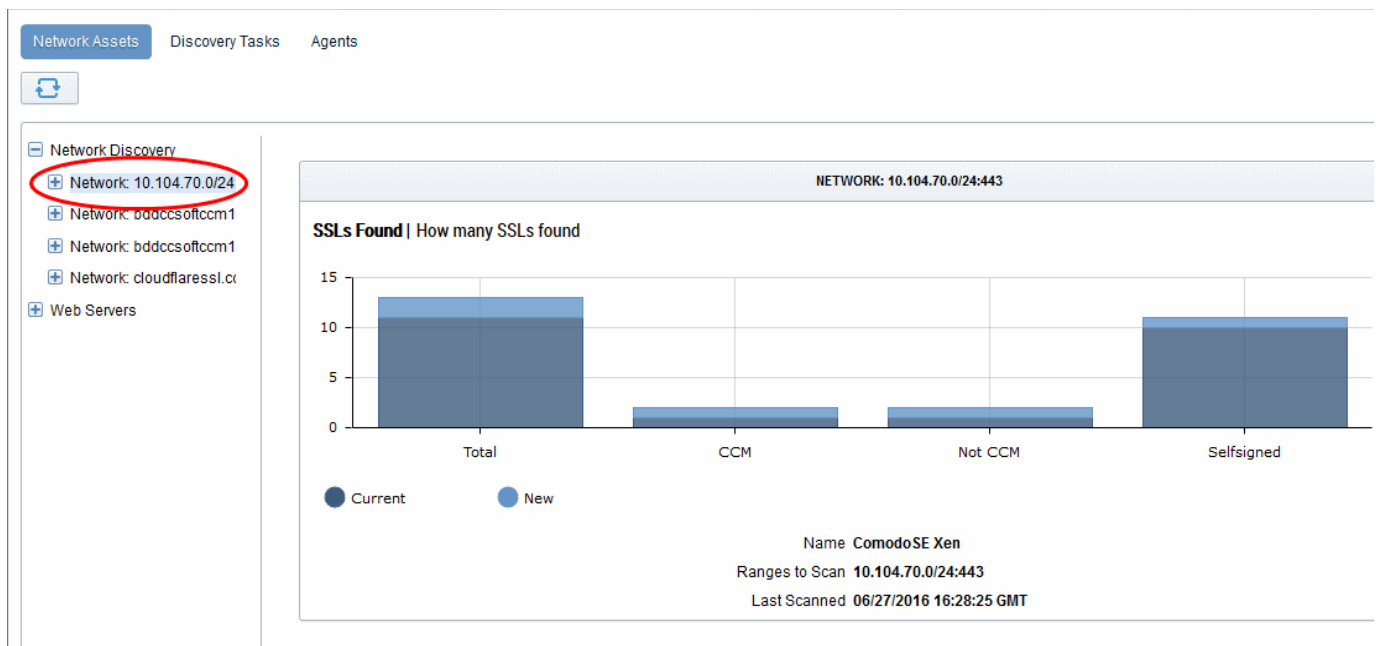 Network Assets Discovery Tasks Agents
Network Discovery
Network: 10.104.70.0/24
Network: bddccsoftccm1
Network: bddccsoftccm1
Network: cloudflaressl.cc
Web Servers
NETWORK: 10.104.70.0/24:443
SSLs Found | How many SSLs found
15
10
5
0
Total CCM Not CCM Selfsigned
Current New
Name ComodoSE Xen
Ranges to Scan 10.104.70.0/24:443
Last Scanned 06/27/2016 16:28:25 GMT